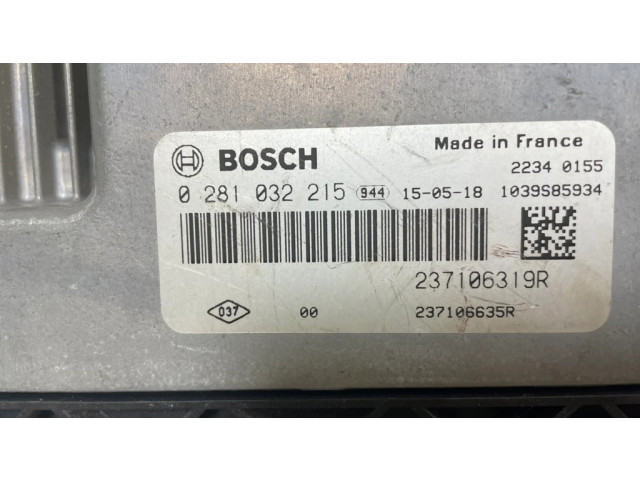 Made in France
BOSCH
2234 0155
0 281 032 215 944 15-05-18 1039S85934
237106319R
037 00 237106635R